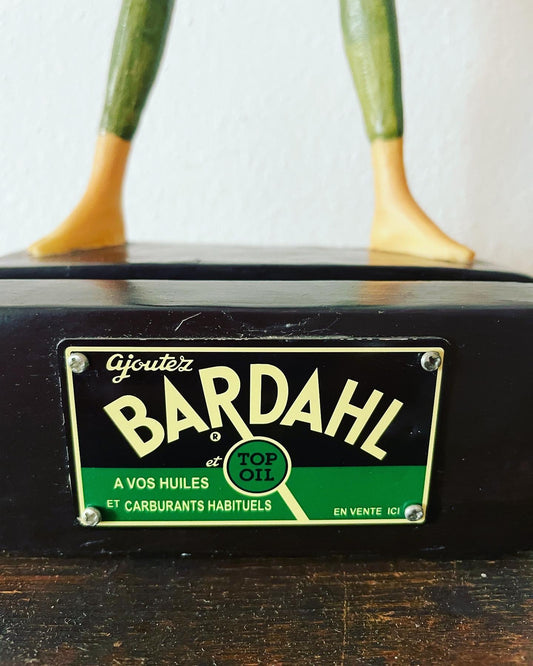 ajoutez
BARDAHL
®
et TOP
OIL
A VOS HUILES
ET CARBURANTS HABITUELS
EN VENTE ICI